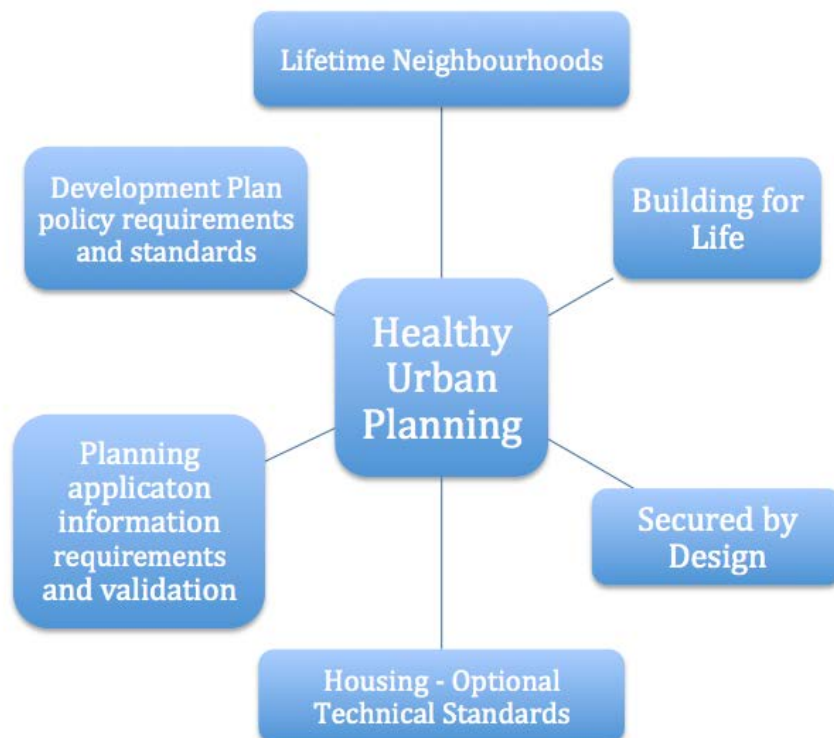 Lifetime Neighbourhoods
Development Plan
policy requirements
and standards
Building for
Life
Healthy
Urban
Planning
Planning
applicaton
information
requirements
and validation
Secured by
Design
Housing - Optional
Technical Standards